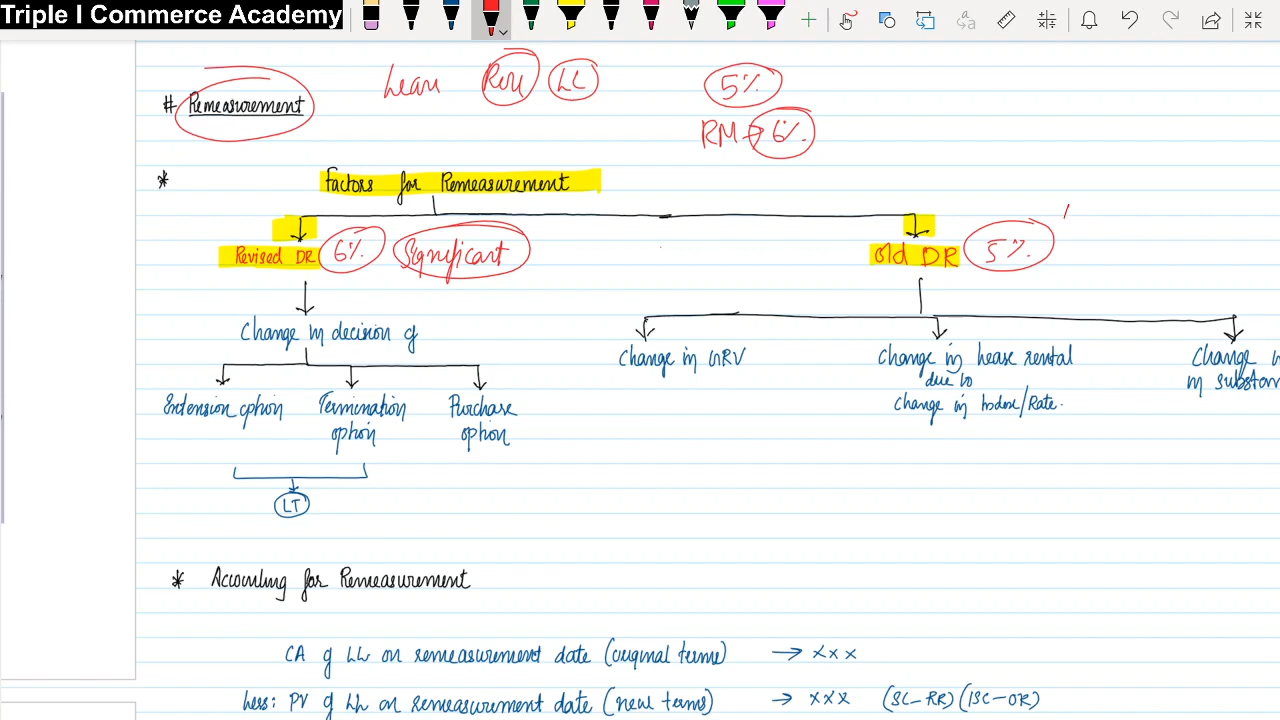 Triple I Commerce Academy
Lease ROU LL 5%
# Remeasurement
RM → 6%
* Factors for Remeasurement
Revised DR 6% Significant Old DR 5%
Change in decision of
Change in GRV Change in Lease rental Change
due to in substan
Change in Index/Rate.
Extension option Termination option Purchase option
LT
* Accounting for Remeasurement
CA of LL on remeasurement date (original terms) → xxx
Less: PV of LL on remeasurement date (new terms) → xxx (SC-RR) (ISC-OR)